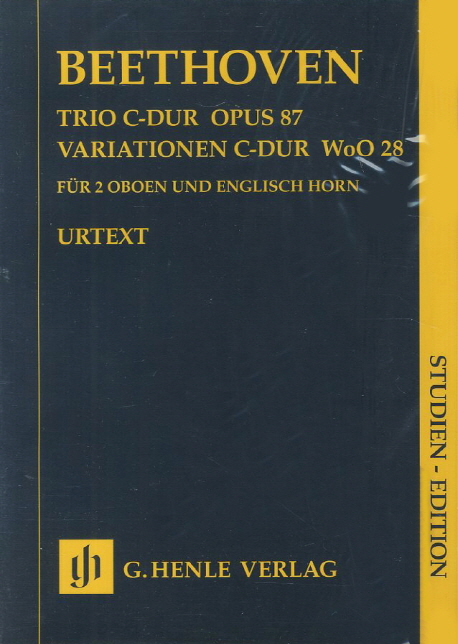 BEETHOVEN
TRIO C-DUR OPUS 87
VARIATIONEN C-DUR WoO 28
FÜR 2 OBOEN UND ENGLISCH HORN
URTEXT
STUDIEN - EDITION
G. HENLE VERLAG